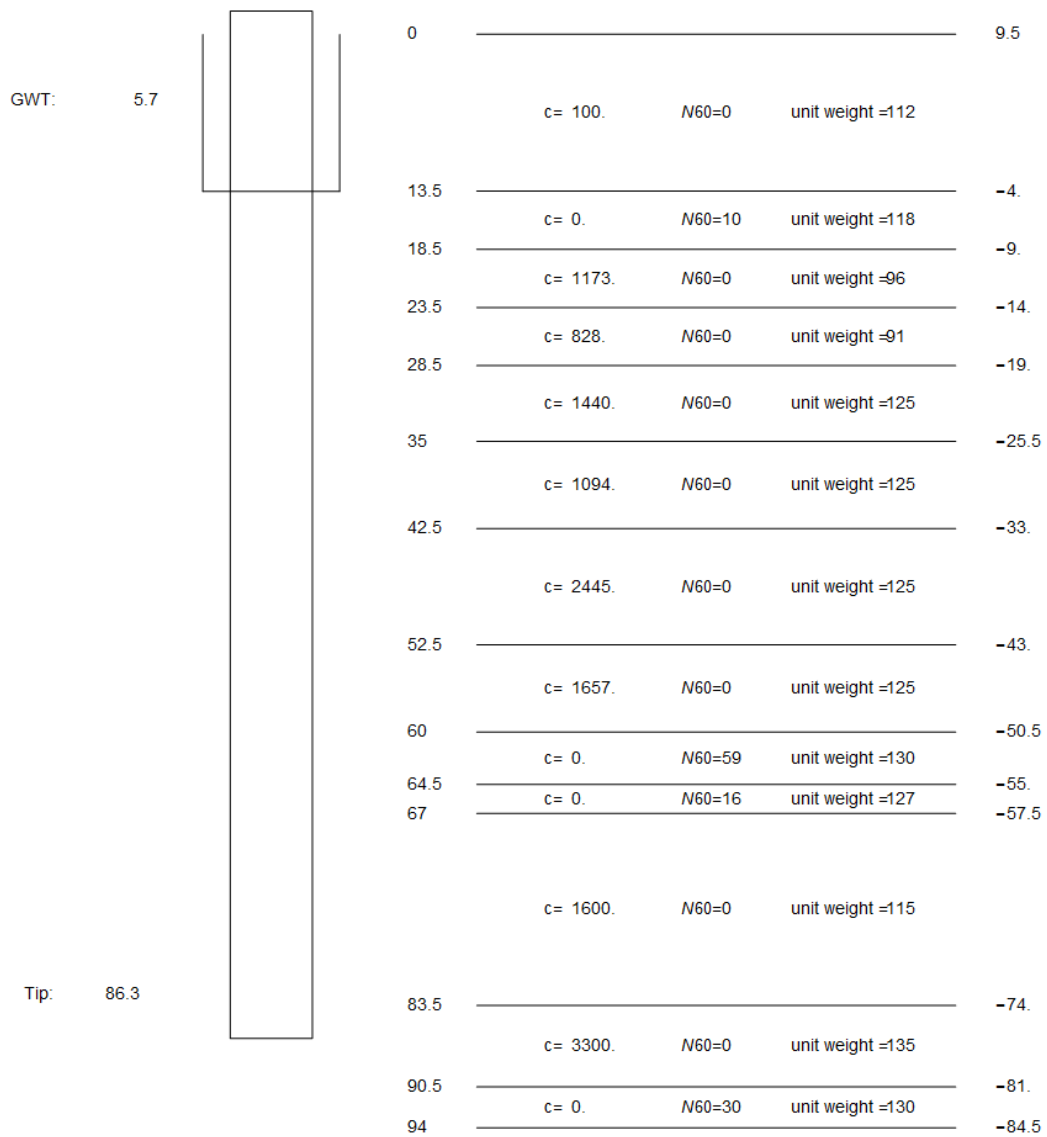 0 9.5
GWT: 5.7
c= 100. N60=0 unit weight =112
13.5 -4.
c= 0. N60=10 unit weight =118
18.5 -9.
c= 1173. N60=0 unit weight =96
23.5 -14.
c= 828. N60=0 unit weight =91
28.5 -19.
c= 1440. N60=0 unit weight =125
35 -25.5
c= 1094. N60=0 unit weight =125
42.5 -33.
c= 2445. N60=0 unit weight =125
52.5 -43.
c= 1657. N60=0 unit weight =125
60 -50.5
c= 0. N60=59 unit weight =130
64.5 -55.
c= 0. N60=16 unit weight =127
67 -57.5
c= 1600. N60=0 unit weight =115
Tip: 86.3
83.5 -74.
c= 3300. N60=0 unit weight =135
90.5 -81.
c= 0. N60=30 unit weight =130
94 -84.5